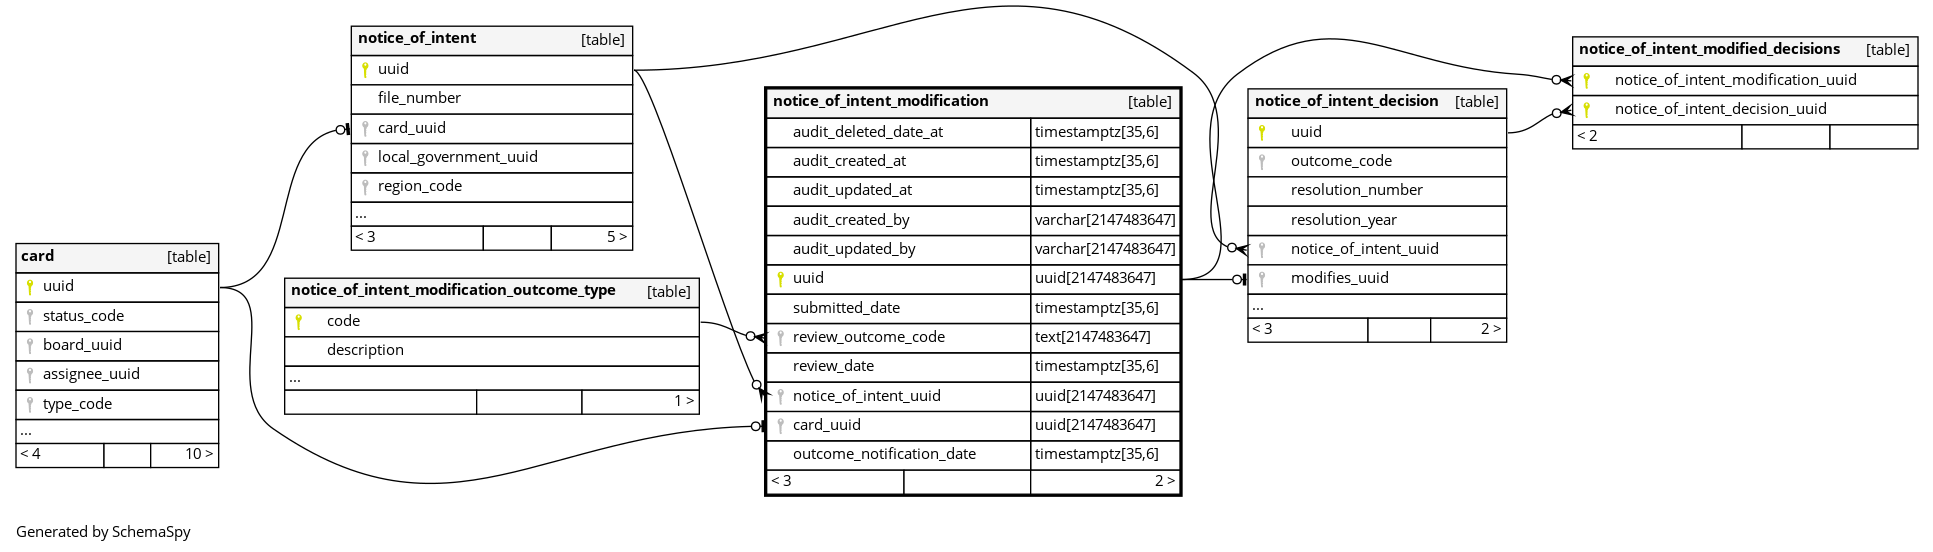 notice_of_intent [table]
uuid
file_number
card_uuid
local_government_uuid
region_code
...
< 3 5 >
card [table]
uuid
status_code
board_uuid
assignee_uuid
type_code
...
< 4 10 >
notice_of_intent_modification_outcome_type [table]
code
description
...
1 >
notice_of_intent_modification [table]
audit_deleted_date_at timestamptz[35,6]
audit_created_at timestamptz[35,6]
audit_updated_at timestamptz[35,6]
audit_created_by varchar[2147483647]
audit_updated_by varchar[2147483647]
uuid uuid[2147483647]
submitted_date timestamptz[35,6]
review_outcome_code text[2147483647]
review_date timestamptz[35,6]
notice_of_intent_uuid uuid[2147483647]
card_uuid uuid[2147483647]
outcome_notification_date timestamptz[35,6]
< 3 2 >
notice_of_intent_decision [table]
uuid
outcome_code
resolution_number
resolution_year
notice_of_intent_uuid
modifies_uuid
...
< 3 2 >
notice_of_intent_modified_decisions [table]
notice_of_intent_modification_uuid
notice_of_intent_decision_uuid
< 2
Generated by SchemaSpy